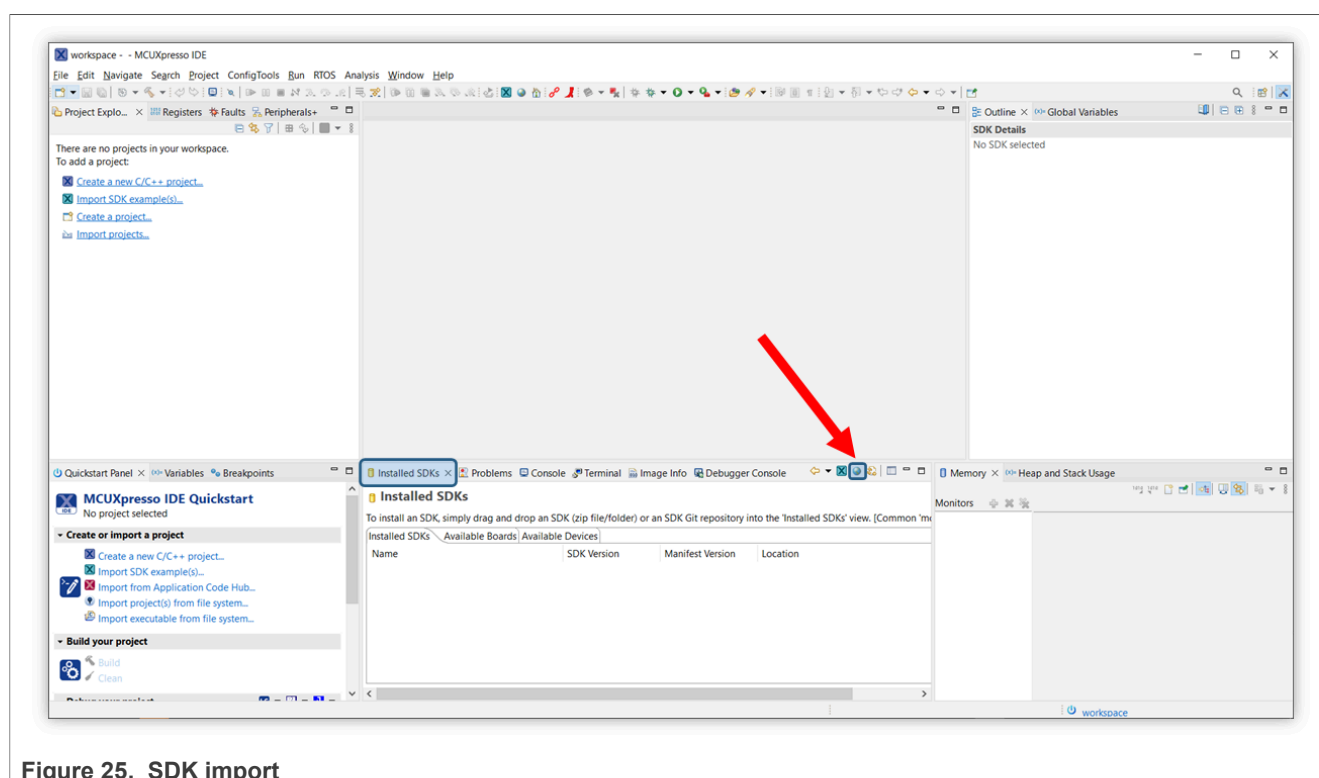 workspace - - MCUXpresso IDE
File Edit Navigate Search Project ConfigTools Run RTOS Analysis Window Help
Project Explo... Registers Faults Peripherals+
There are no projects in your workspace.
To add a project:
Create a new C/C++ project...
Import SDK example(s)...
Create a project...
Import projects...
Outline Global Variables
SDK Details
No SDK selected
Quickstart Panel Variables Breakpoints
MCUXpresso IDE Quickstart
No project selected
Create or import a project
Create a new C/C++ project...
Import SDK example(s)...
Import from Application Code Hub...
Import project(s) from file system...
Import executable from file system...
Build your project
Build
Clean
Installed SDKs Problems Console Terminal Image Info Debugger Console
Installed SDKs
To install an SDK, simply drag and drop an SDK (zip file/folder) or an SDK Git repository into the 'Installed SDKs' view. [Common 'm
Installed SDKs Available Boards Available Devices
Name SDK Version Manifest Version Location
Memory Heap and Stack Usage
Monitors
workspace
Figure 25. SDK import